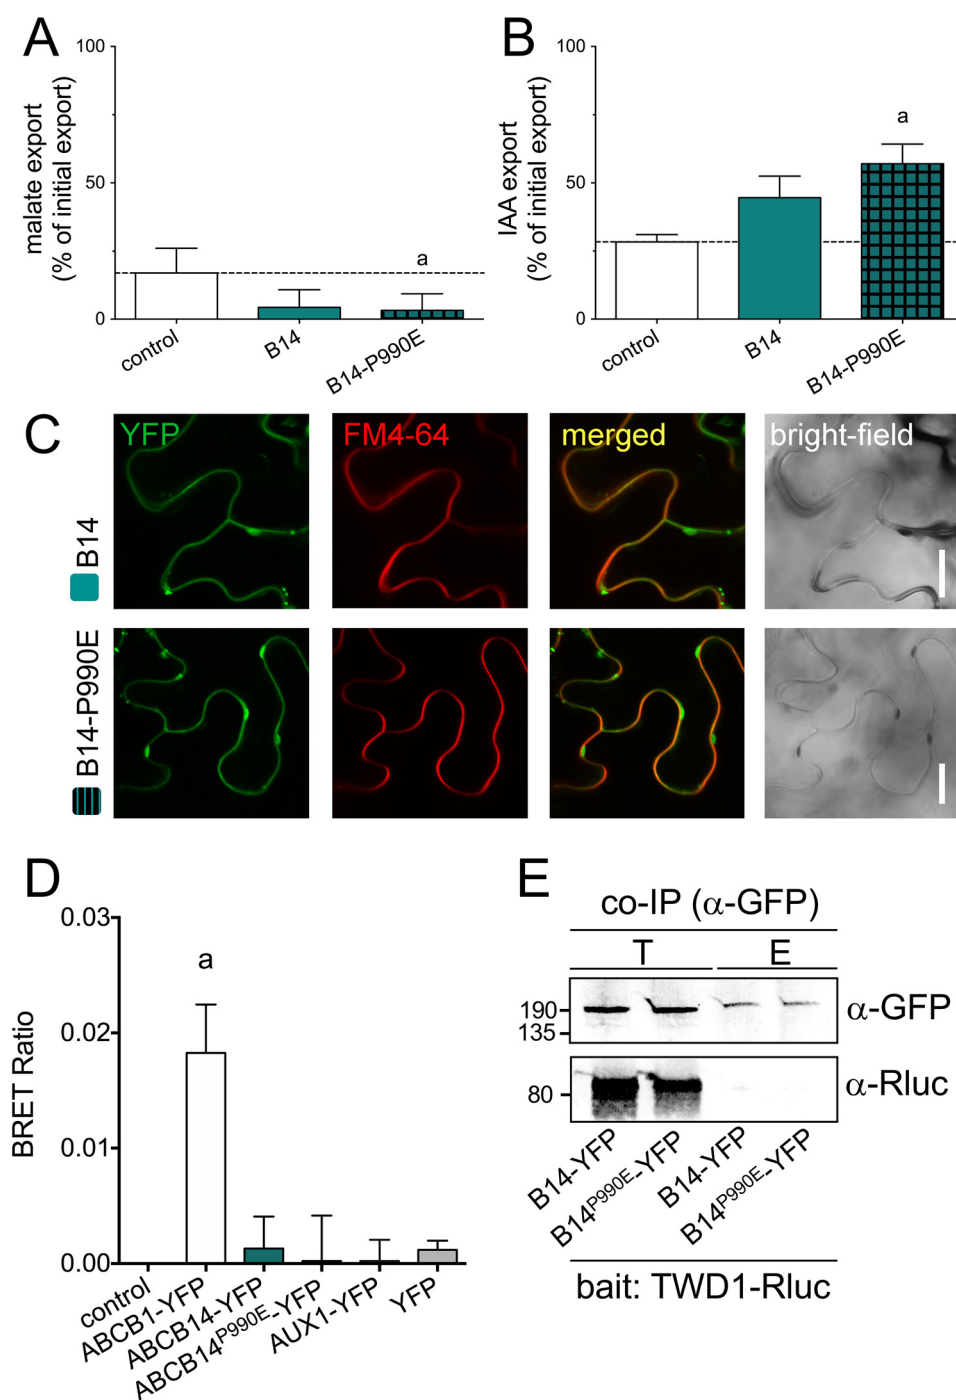 A
100
50
0
malate export
(% of initial export)
a
control
B14
B14-P990E
B
100
50
0
IAA export
(% of initial export)
a
control
B14
B14-P990E
C
YFP
FM4-64
merged
bright-field
B14
B14-P990E
D
0.03
0.02
0.01
0.00
BRET Ratio
a
control
ABCB1-YFP
ABCB14-YFP
ABCB14P990E-YFP
AUX1-YFP
YFP
E
co-IP (α-GFP)
T E
190
135
α-GFP
80
α-Rluc
B14-YFP
B14P990E-YFP
B14-YFP
B14P990E-YFP
bait: TWD1-Rluc